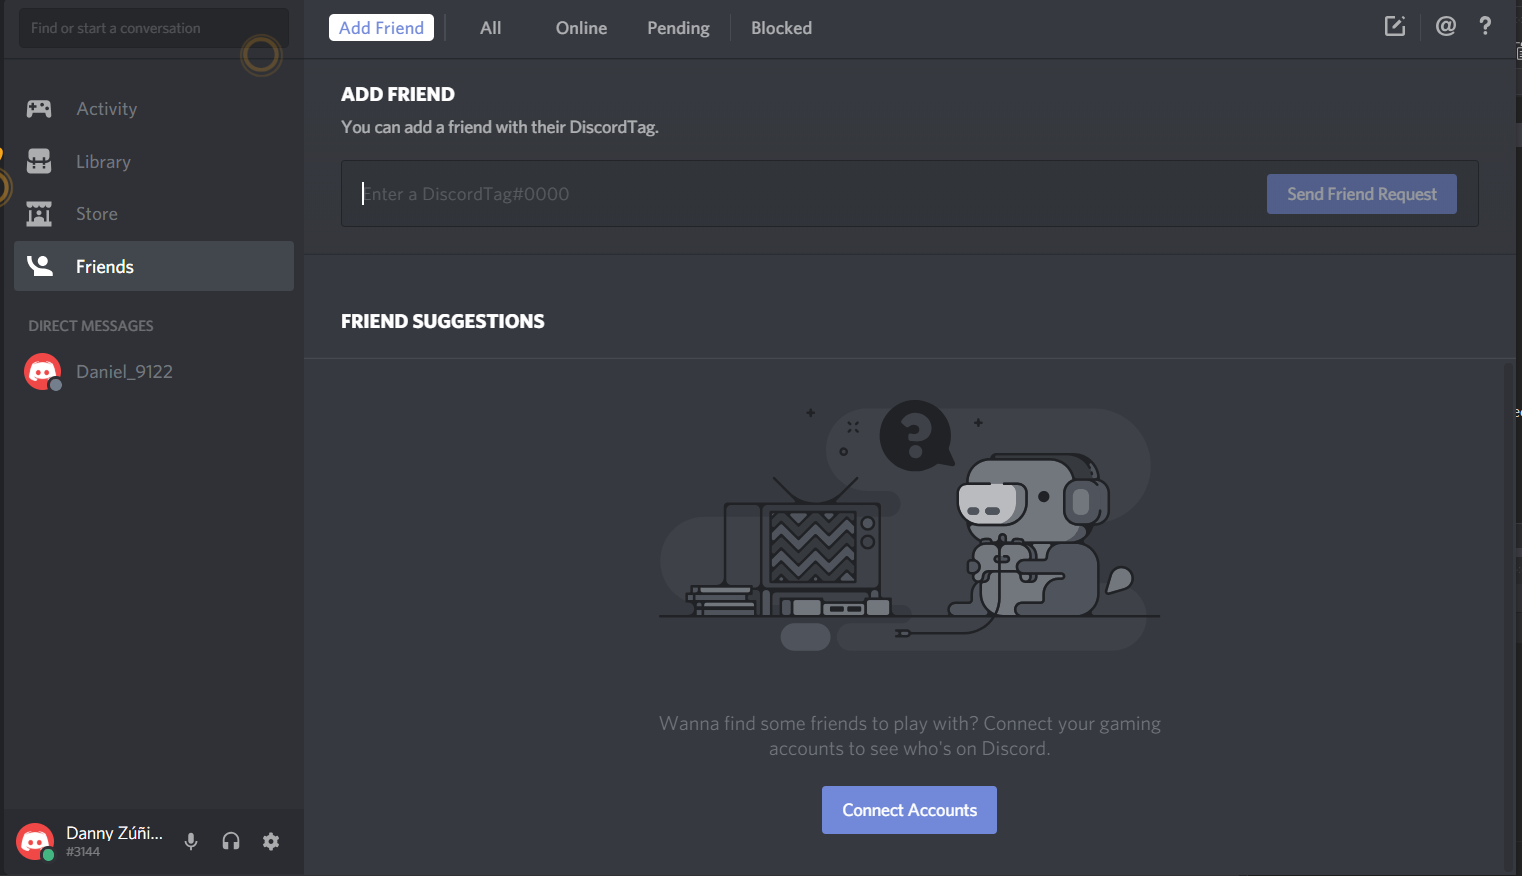 Find or start a conversation
Add Friend
All
Online
Pending
Blocked
@
?
Activity
Library
Store
Friends
DIRECT MESSAGES
Daniel_9122
ADD FRIEND
You can add a friend with their DiscordTag.
Enter a DiscordTag#0000
Send Friend Request
FRIEND SUGGESTIONS
?
Wanna find some friends to play with? Connect your gaming
accounts to see who's on Discord.
Connect Accounts
Danny Zúñi...
#3144